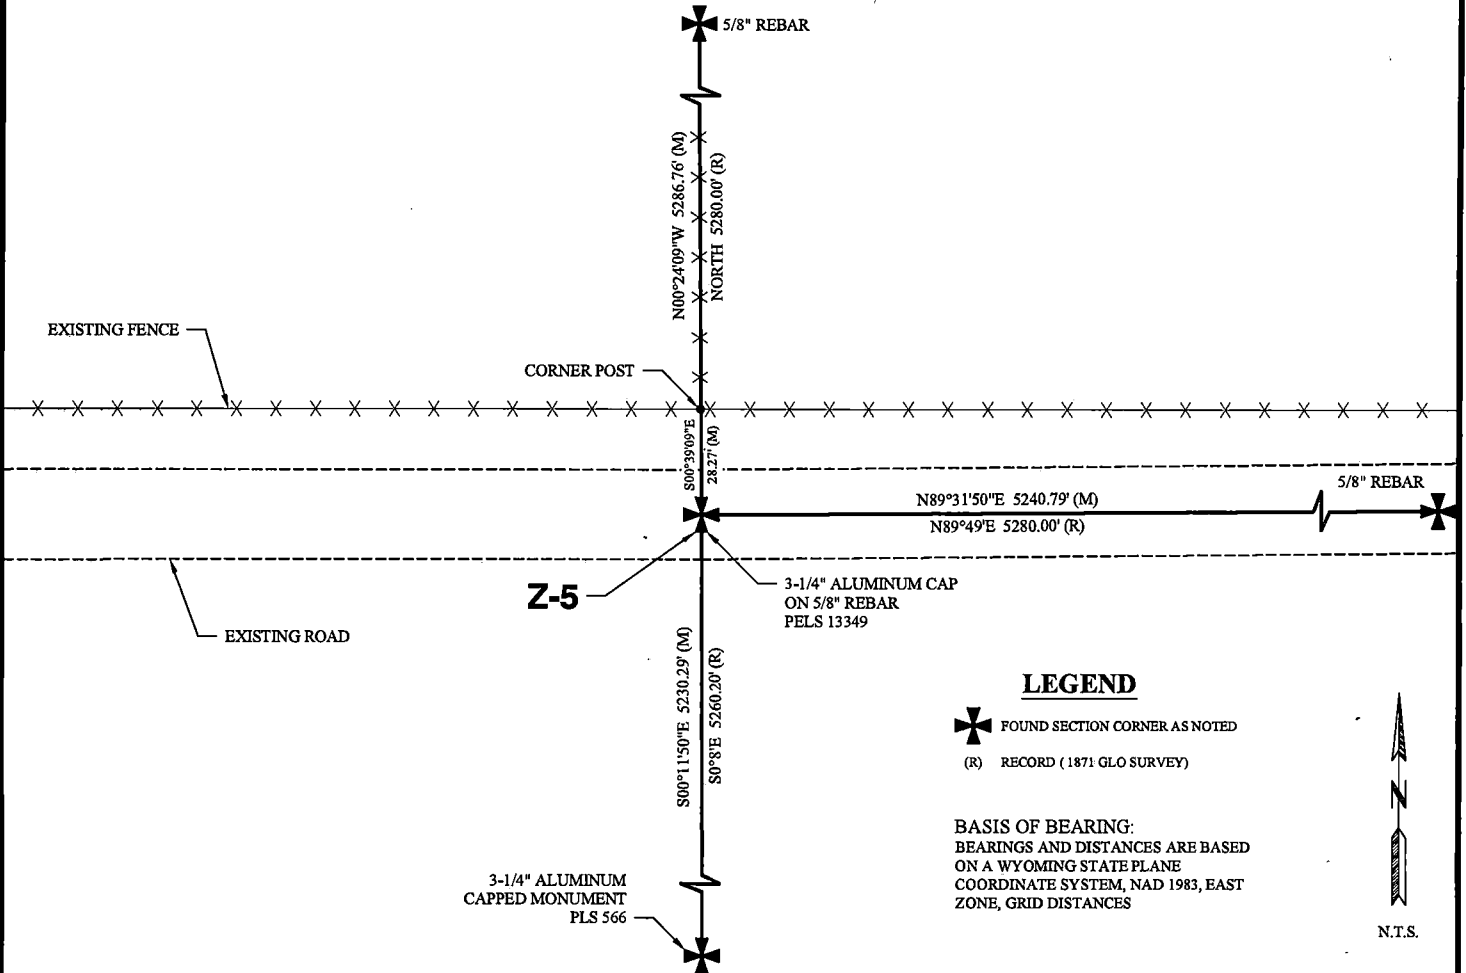 5/8" REBAR
N00°24'09"W 5286.76' (M)
NORTH 5280.00' (R)
EXISTING FENCE
CORNER POST
S00°39'09"E
28.27' (M)
5/8" REBAR
N89°31'50"E 5240.79' (M)
N89°49'E 5280.00' (R)
Z-5
3-1/4" ALUMINUM CAP
ON 5/8" REBAR
PELS 13349
EXISTING ROAD
S00°11'50"E 5230.29' (M)
S0°8'E 5260.20' (R)
LEGEND
FOUND SECTION CORNER AS NOTED
(R) RECORD ( 1871 GLO SURVEY)
BASIS OF BEARING:
BEARINGS AND DISTANCES ARE BASED
ON A WYOMING STATE PLANE
COORDINATE SYSTEM, NAD 1983, EAST
ZONE, GRID DISTANCES
3-1/4" ALUMINUM
CAPPED MONUMENT
PLS 566
N
N.T.S.